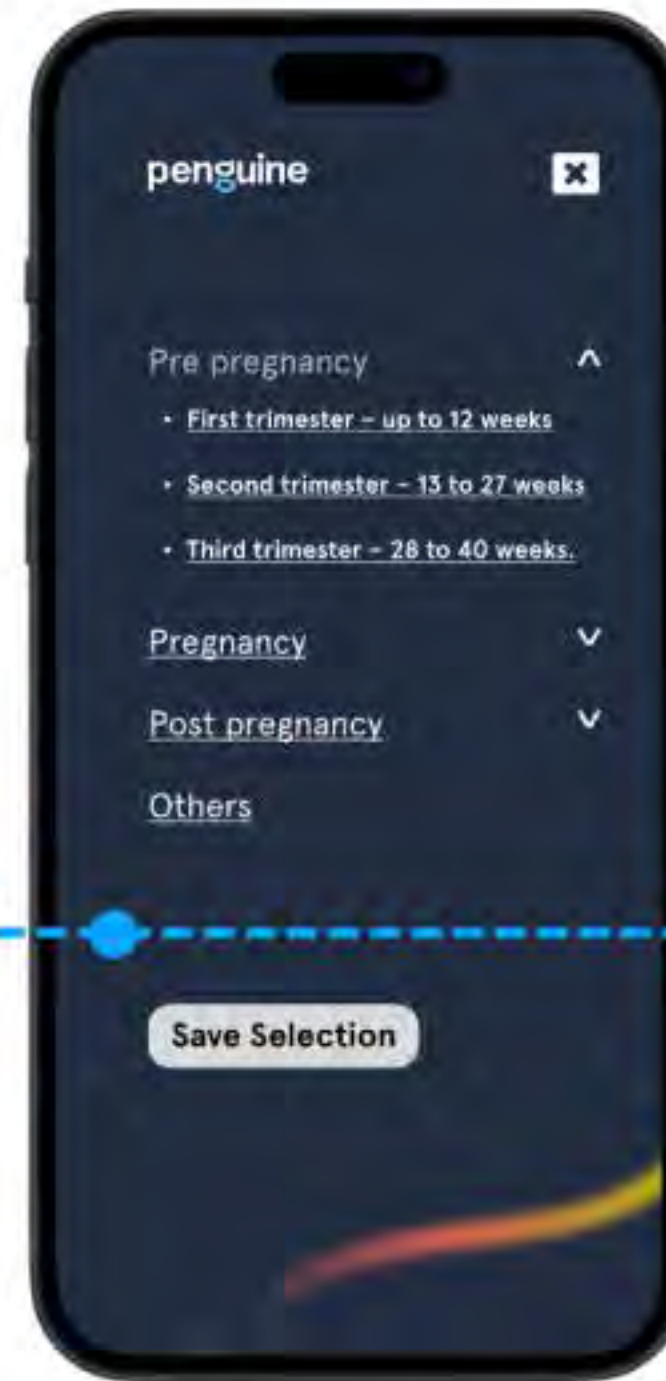 penguine
Pre pregnancy
• First trimester – up to 12 weeks
• Second trimester – 13 to 27 weeks
• Third trimester – 28 to 40 weeks.
Pregnancy
Post pregnancy
Others
Save Selection